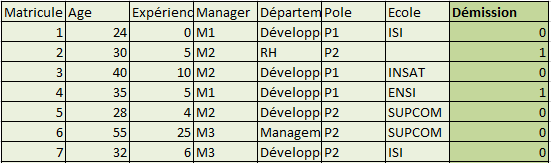 Matricule Age Expérienc Manager Départem Pole Ecole Démission
1 24 0 M1 Développ P1 ISI 0
2 30 5 M2 RH P2 1
3 40 10 M2 Développ P1 INSAT 0
4 35 5 M1 Développ P1 ENSI 1
5 28 4 M2 Développ P2 SUPCOM 0
6 55 25 M3 Managem P2 SUPCOM 0
7 32 6 M3 Développ P2 ISI 0